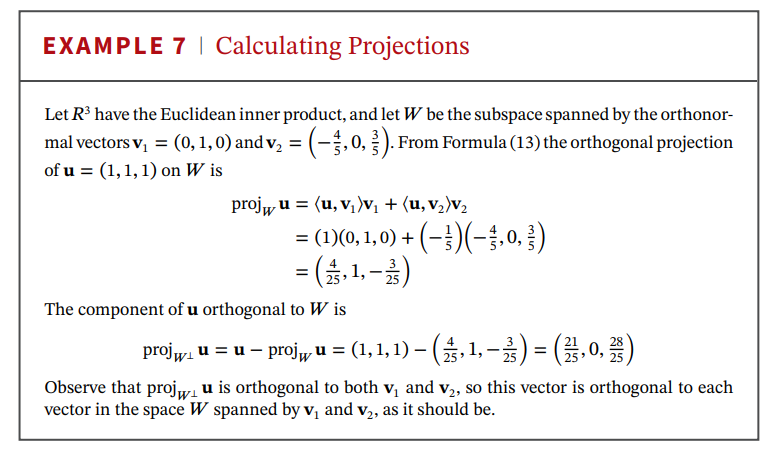 EXAMPLE 7 | Calculating Projections
Let R³ have the Euclidean inner product, and let W be the subspace spanned by the orthonor-
mal vectors v₁ = (0, 1, 0) and v₂ = (−4/5, 0, 3/5). From Formula (13) the orthogonal projection
of u = (1, 1, 1) on W is
proj_W u = ⟨u, v₁⟩v₁ + ⟨u, v₂⟩v₂
= (1)(0, 1, 0) + (−1/5)(−4/5, 0, 3/5)
= (4/25, 1, −3/25)
The component of u orthogonal to W is
proj_W⊥ u = u − proj_W u = (1, 1, 1) − (4/25, 1, −3/25) = (21/25, 0, 28/25)
Observe that proj_W⊥ u is orthogonal to both v₁ and v₂, so this vector is orthogonal to each
vector in the space W spanned by v₁ and v₂, as it should be.